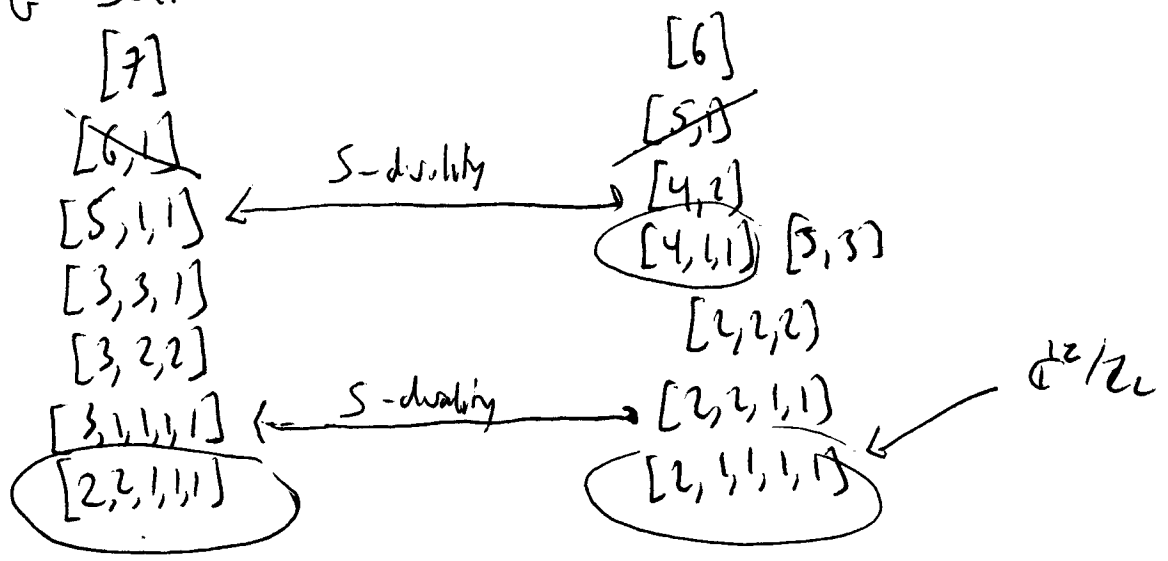 [7] [6]
[6,1] [5,1]
S-duality
[5,1,1] [4,2]
[4,1,1] [3,3]
[3,3,1]
[3,2,2] [2,2,2]
ℂ²/ℤ₂
[3,1,1,1,1] S-duality [2,2,1,1]
[2,2,1,1,1] [2,1,1,1,1]